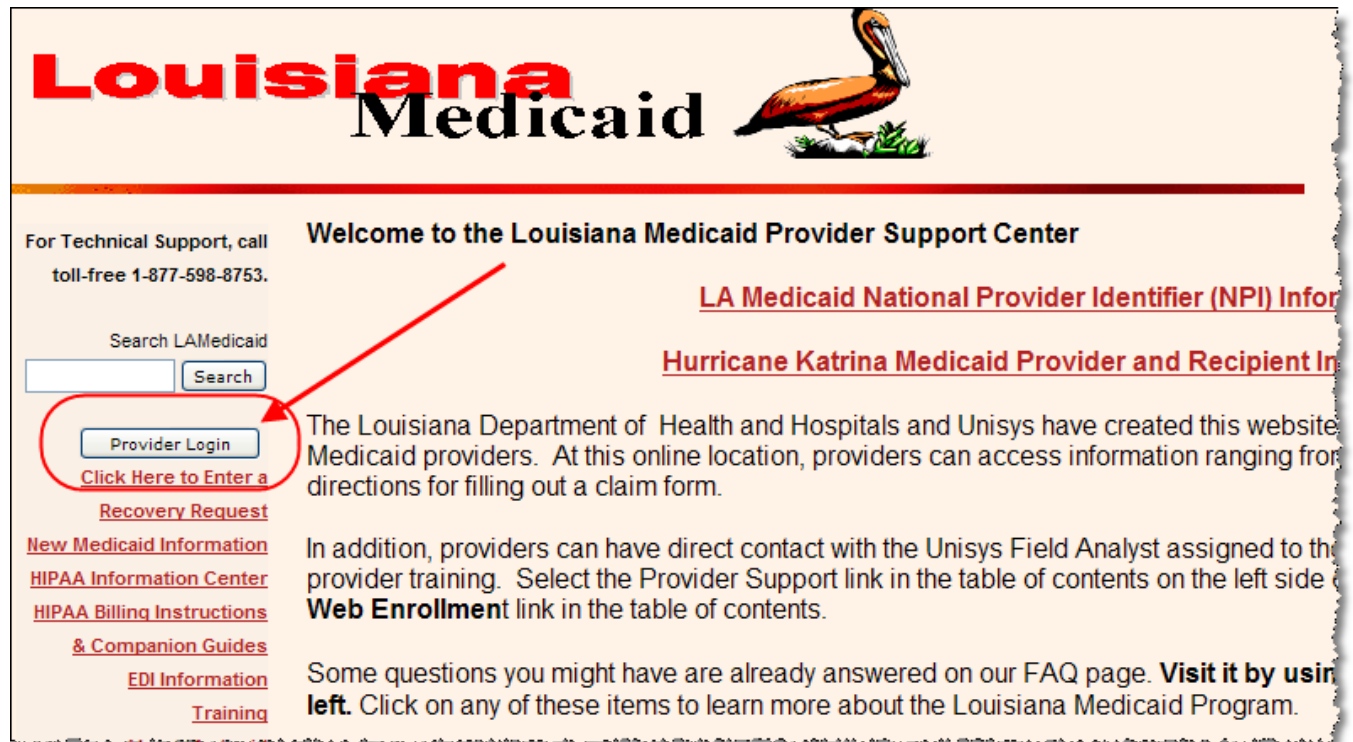 Louisiana
Medicaid
For Technical Support, call
toll-free 1-877-598-8753.
Search LAMedicaid
Search
Provider Login
Click Here to Enter a
Recovery Request
New Medicaid Information
HIPAA Information Center
HIPAA Billing Instructions
& Companion Guides
EDI Information
Training
Welcome to the Louisiana Medicaid Provider Support Center
LA Medicaid National Provider Identifier (NPI) Infor
Hurricane Katrina Medicaid Provider and Recipient In
The Louisiana Department of Health and Hospitals and Unisys have created this website
Medicaid providers. At this online location, providers can access information ranging from
directions for filling out a claim form.
In addition, providers can have direct contact with the Unisys Field Analyst assigned to the
provider training. Select the Provider Support link in the table of contents on the left side
Web Enrollment link in the table of contents.
Some questions you might have are already answered on our FAQ page. Visit it by usin
left. Click on any of these items to learn more about the Louisiana Medicaid Program.